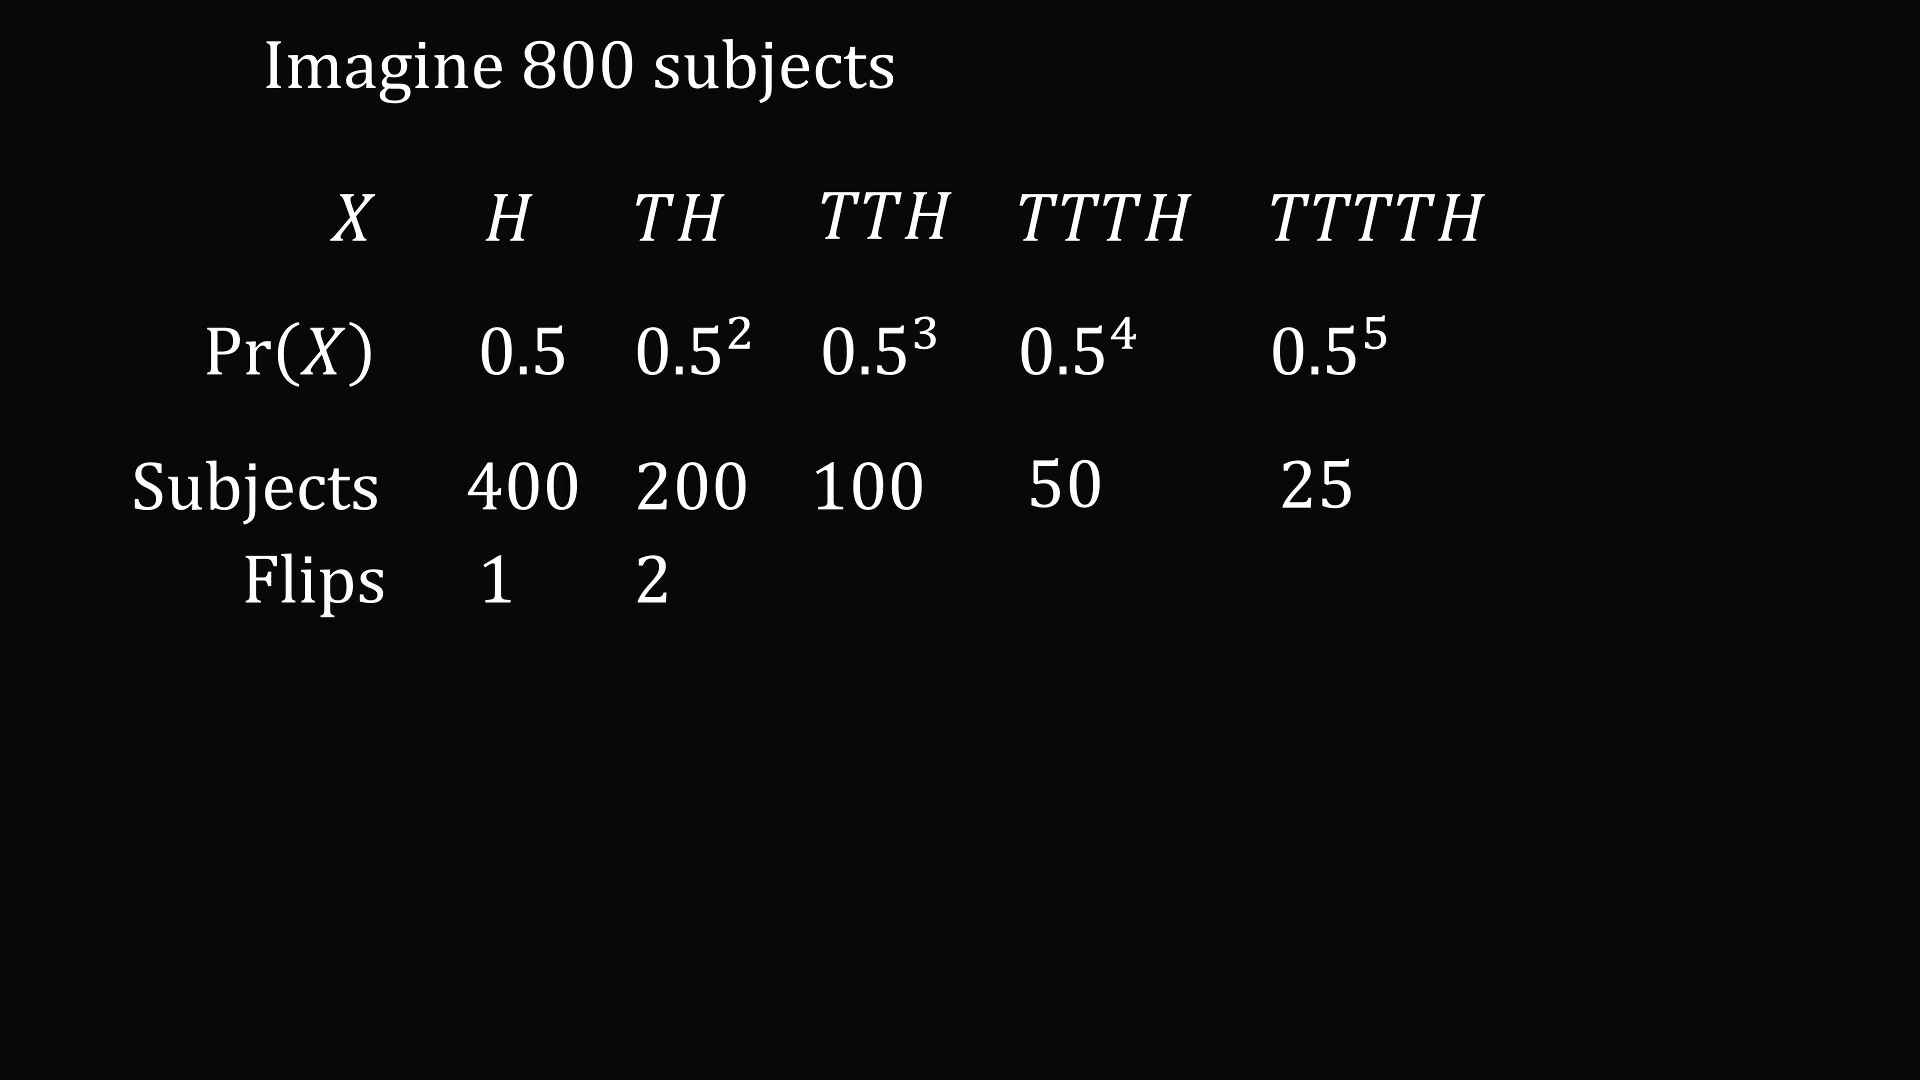 Imagine 800 subjects
X H TH TTH TTTH TTTTH
Pr(X) 0.5 0.5² 0.5³ 0.5⁴ 0.5⁵
Subjects 400 200 100 50 25
Flips 1 2